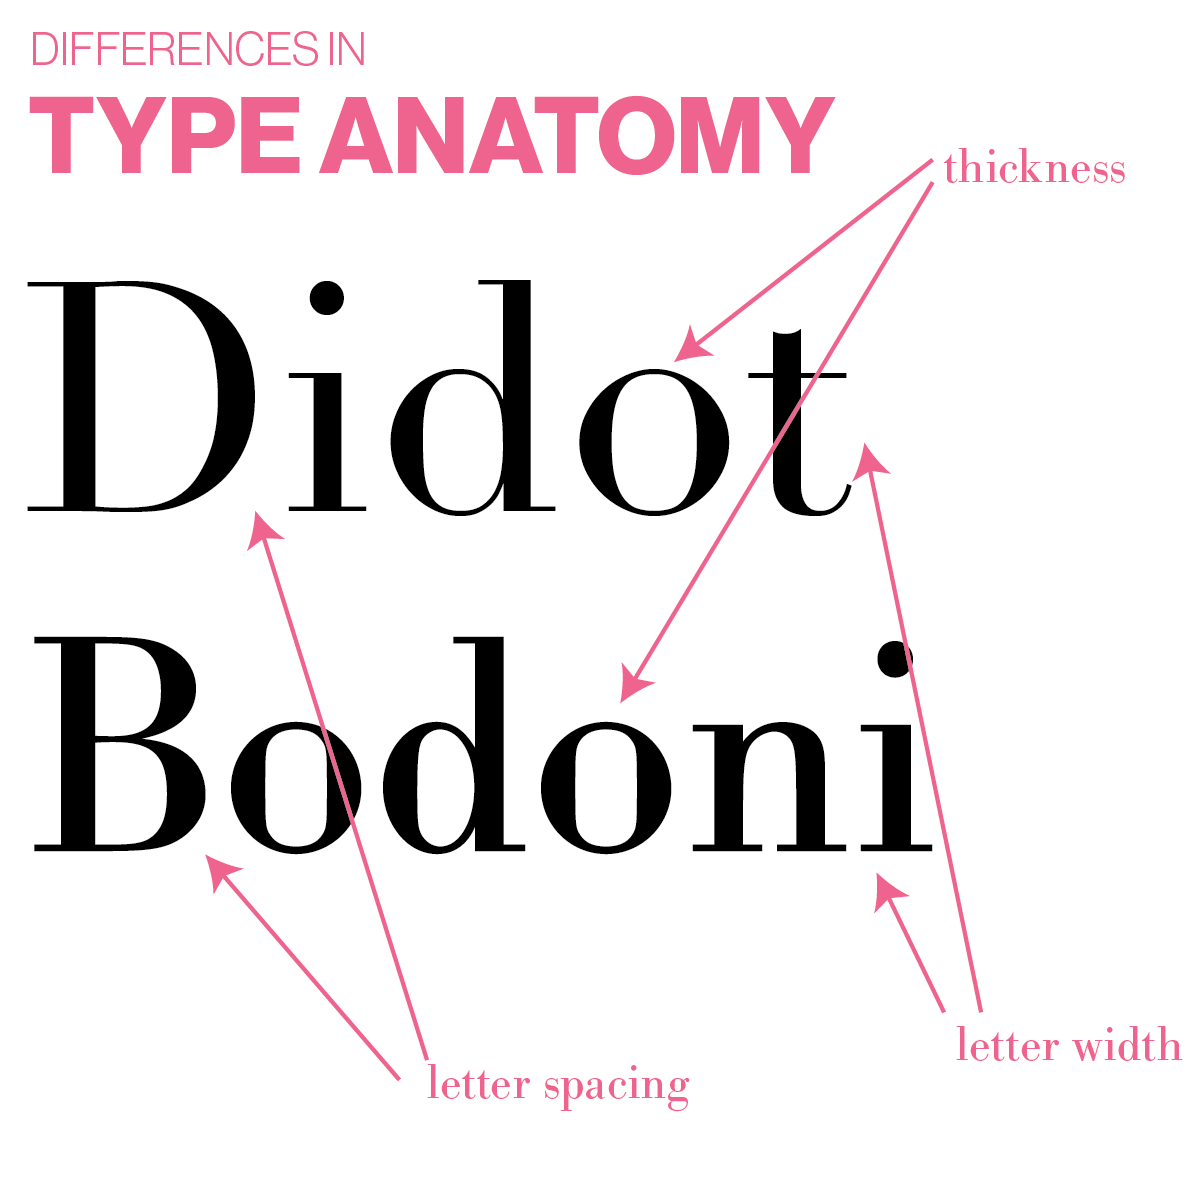 DIFFERENCES IN
TYPE ANATOMY
thickness
Didot
Bodoni
letter width
letter spacing